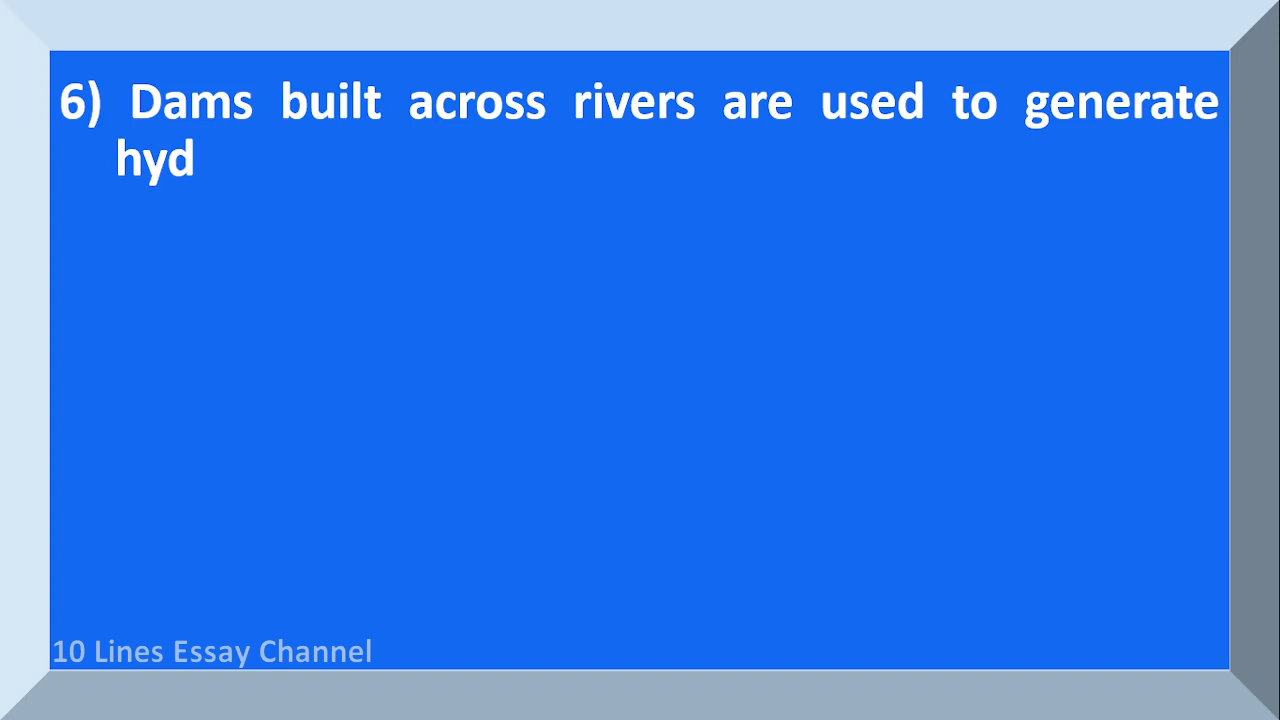 6) Dams built across rivers are used to generate
hyd
10 Lines Essay Channel